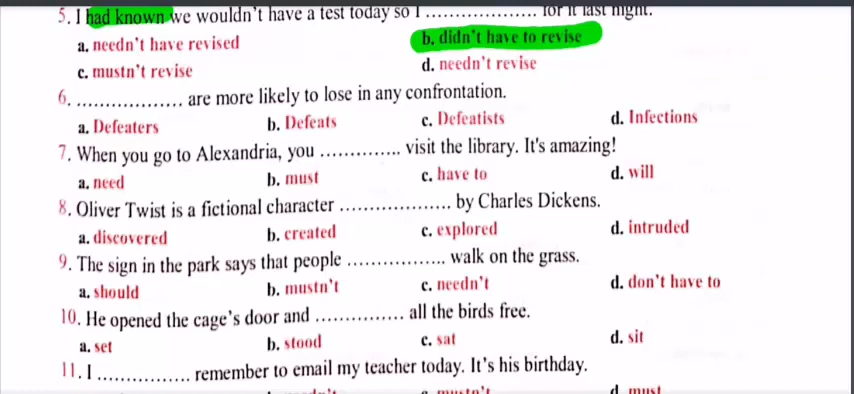 5. I had known we wouldn't have a test today so I .................... for it last night.
a. needn't have revised
b. didn't have to revise
c. mustn't revise
d. needn't revise
6. .................. are more likely to lose in any confrontation.
a. Defeaters b. Defeats c. Defeatists d. Infections
7. When you go to Alexandria, you .............. visit the library. It's amazing!
a. need b. must c. have to d. will
8. Oliver Twist is a fictional character ................... by Charles Dickens.
a. discovered b. created c. explored d. intruded
9. The sign in the park says that people ................. walk on the grass.
a. should b. mustn't c. needn't d. don't have to
10. He opened the cage's door and ............... all the birds free.
a. set b. stood c. sat d. sit
11. I ................ remember to email my teacher today. It's his birthday.
c. mustn't d. must